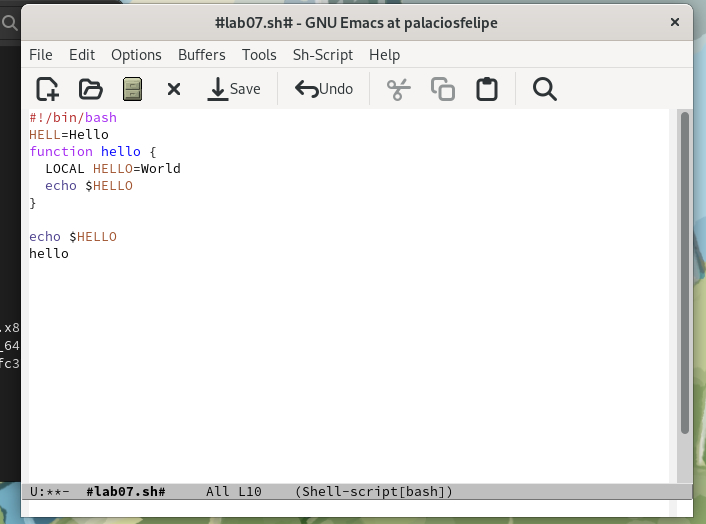 #lab07.sh# - GNU Emacs at palaciosfelipe
File Edit Options Buffers Tools Sh-Script Help
Save Undo
#!/bin/bash
HELL=Hello
function hello {
  LOCAL HELLO=World
  echo $HELLO
}
echo $HELLO
hello
.x8
_64
fc3
U:**- #lab07.sh# All L10 (Shell-script[bash])